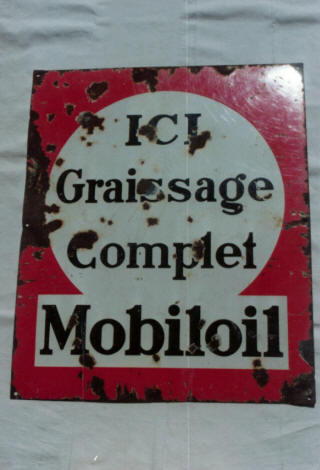 ICI
Graissage
Complet
Mobiloil